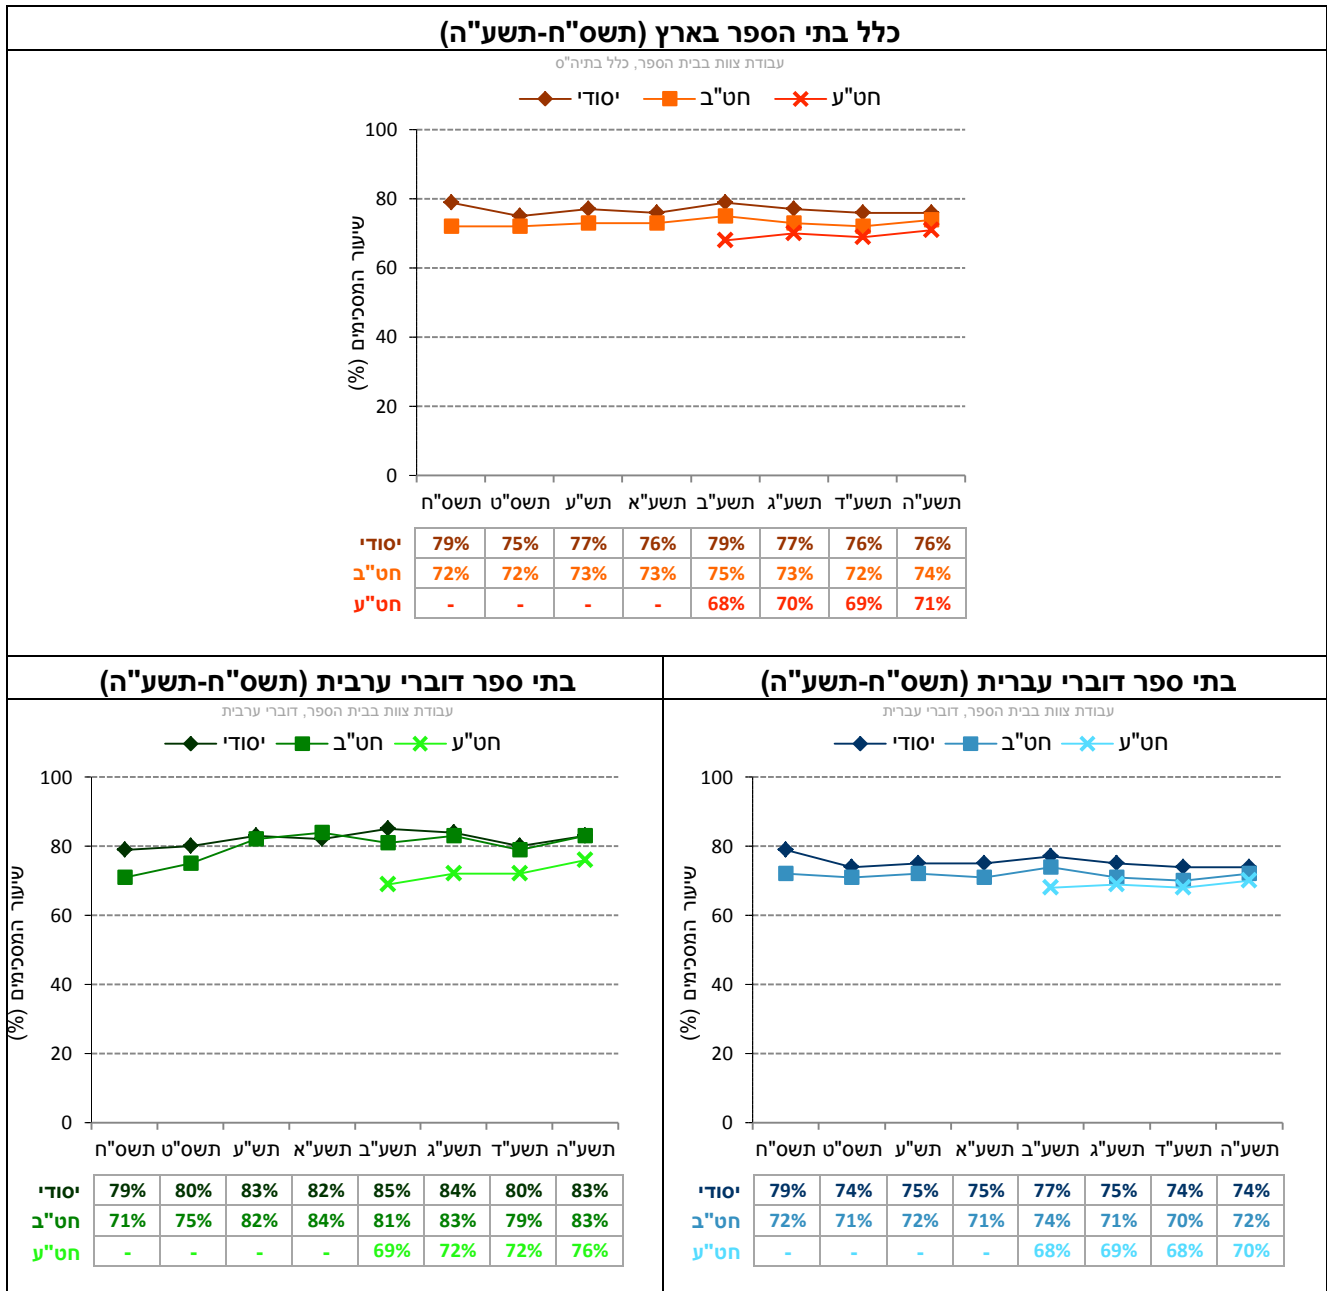 כלל בתי הספר בארץ (תשס"ח-תשע"ה)
עבודת צוות בבית הספר, כלל בתיה"ס
יסודי חט"ב חט"ע
שיעור המסכימים (%)
100
80
60
40
20
0
תשס"ח תשס"ט תש"ע תשע"א תשע"ב תשע"ג תשע"ד תשע"ה
יסודי 79% 75% 77% 76% 79% 77% 76% 76%
חט"ב 72% 72% 73% 73% 75% 73% 72% 74%
חט"ע - - - - 68% 70% 69% 71%
בתי ספר דוברי עברית (תשס"ח-תשע"ה)
עבודת צוות בבית הספר, דוברי עברית
יסודי חט"ב חט"ע
שיעור המסכימים (%)
100
80
60
40
20
0
תשס"ח תשס"ט תש"ע תשע"א תשע"ב תשע"ג תשע"ד תשע"ה
יסודי 79% 74% 75% 75% 77% 75% 74% 74%
חט"ב 72% 71% 72% 71% 74% 71% 70% 72%
חט"ע - - - - 68% 69% 68% 70%
בתי ספר דוברי ערבית (תשס"ח-תשע"ה)
עבודת צוות בבית הספר, דוברי ערבית
יסודי חט"ב חט"ע
שיעור המסכימים (%)
100
80
60
40
20
0
תשס"ח תשס"ט תש"ע תשע"א תשע"ב תשע"ג תשע"ד תשע"ה
יסודי 79% 80% 83% 82% 85% 84% 80% 83%
חט"ב 71% 75% 82% 84% 81% 83% 79% 83%
חט"ע - - - - 69% 72% 72% 76%